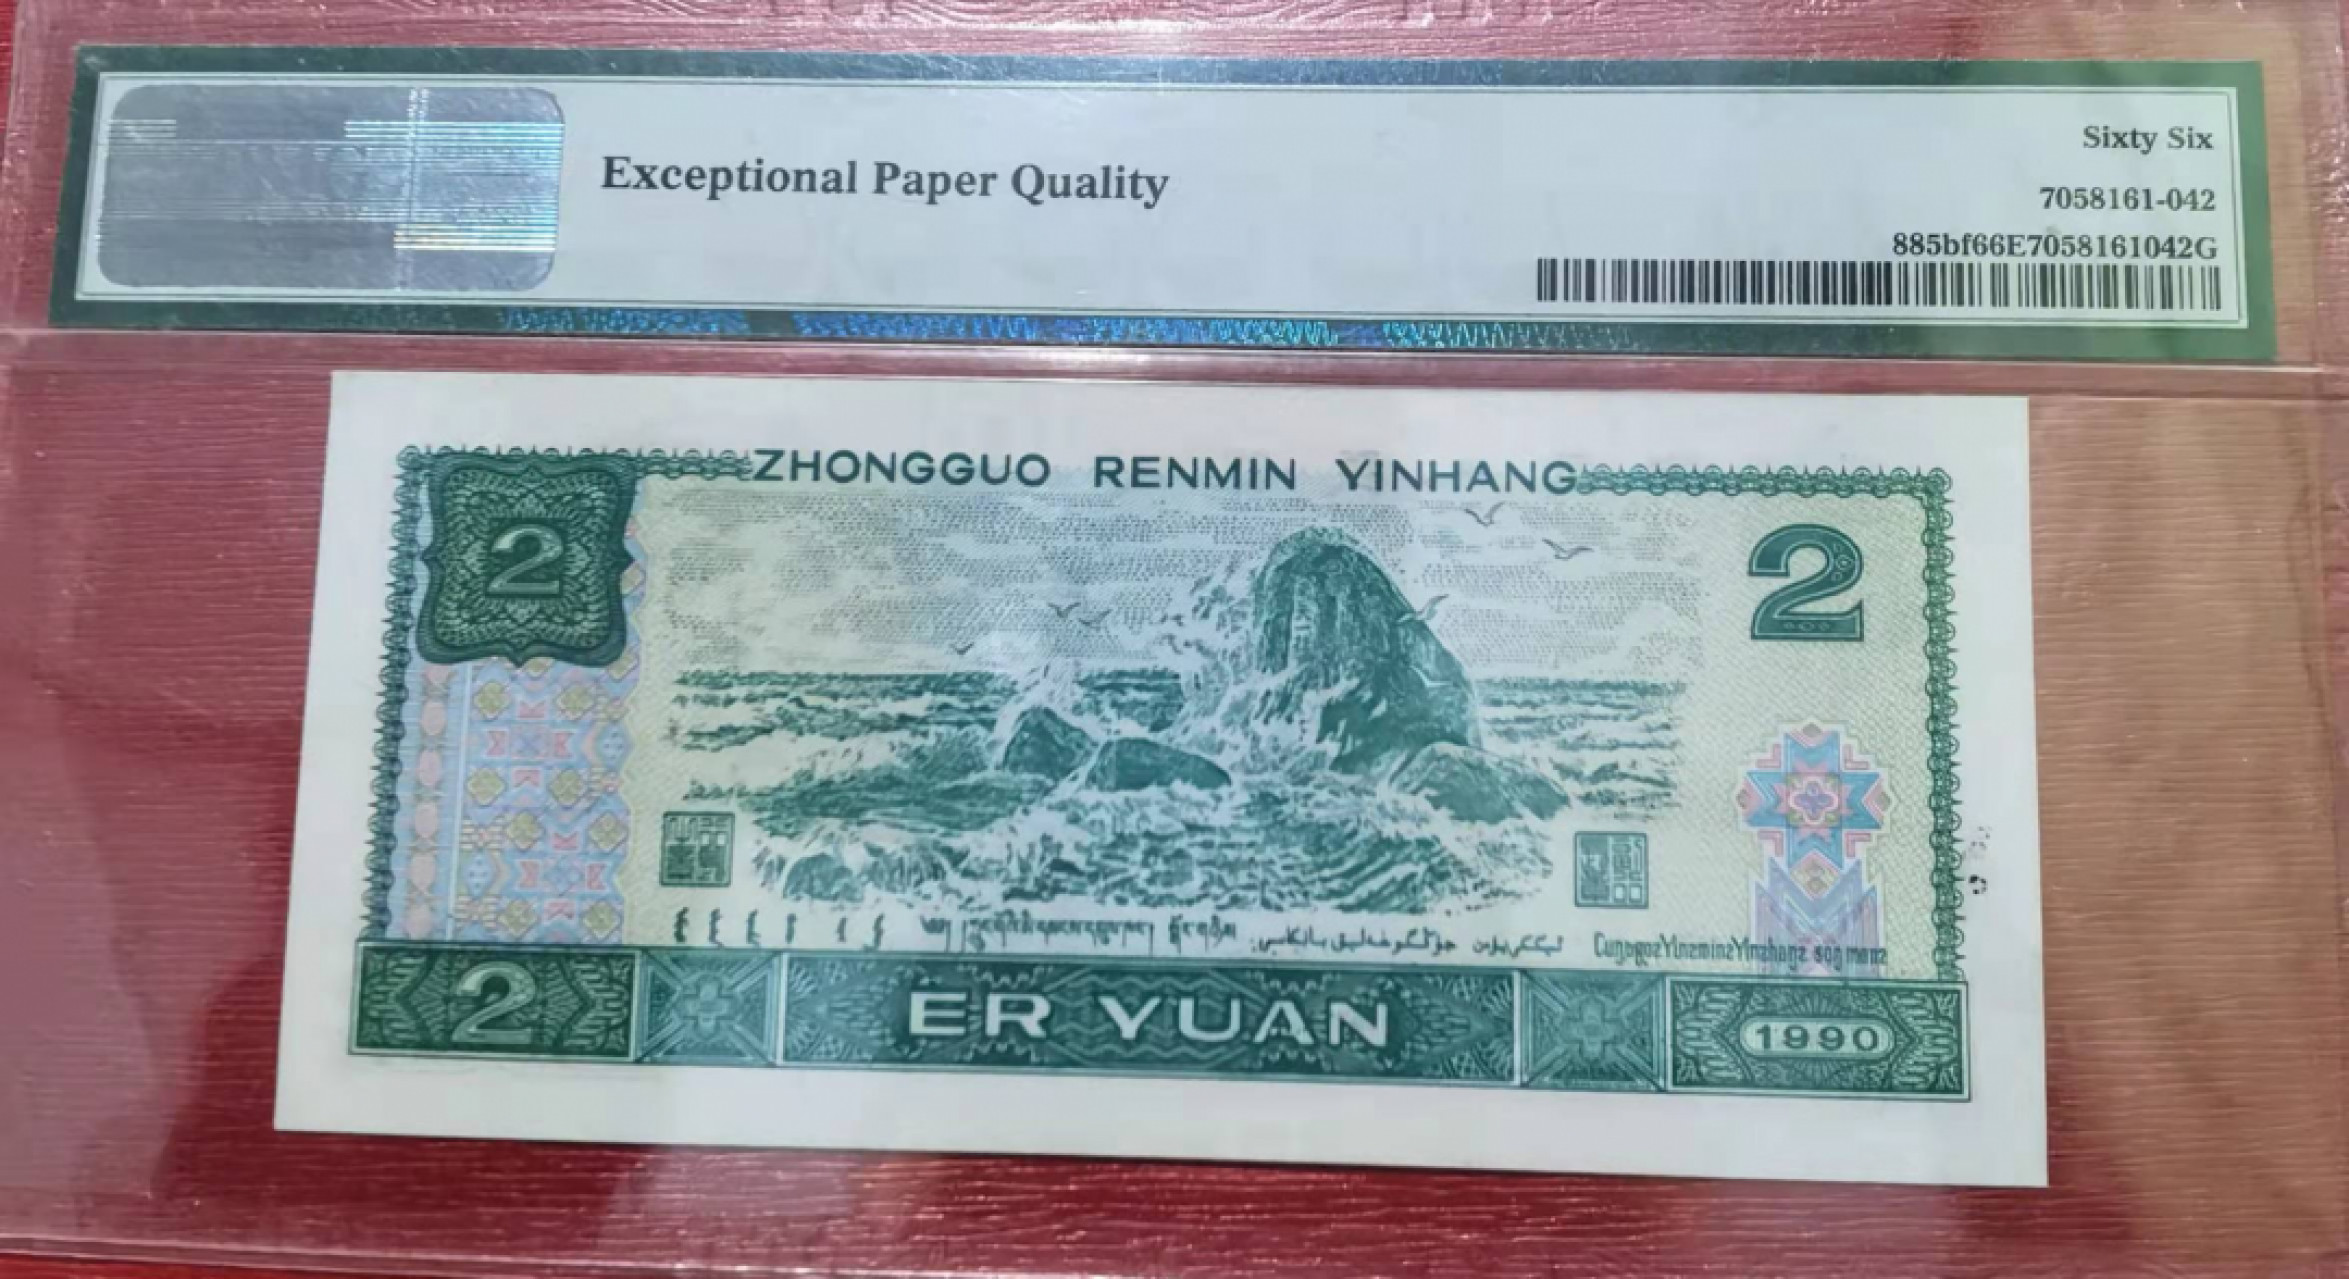 Exceptional Paper Quality
Sixty Six
7058161-042
885bf66E7058161042G
ZHONGGUO RENMIN YINHANG
2
2
2
ER YUAN
1990